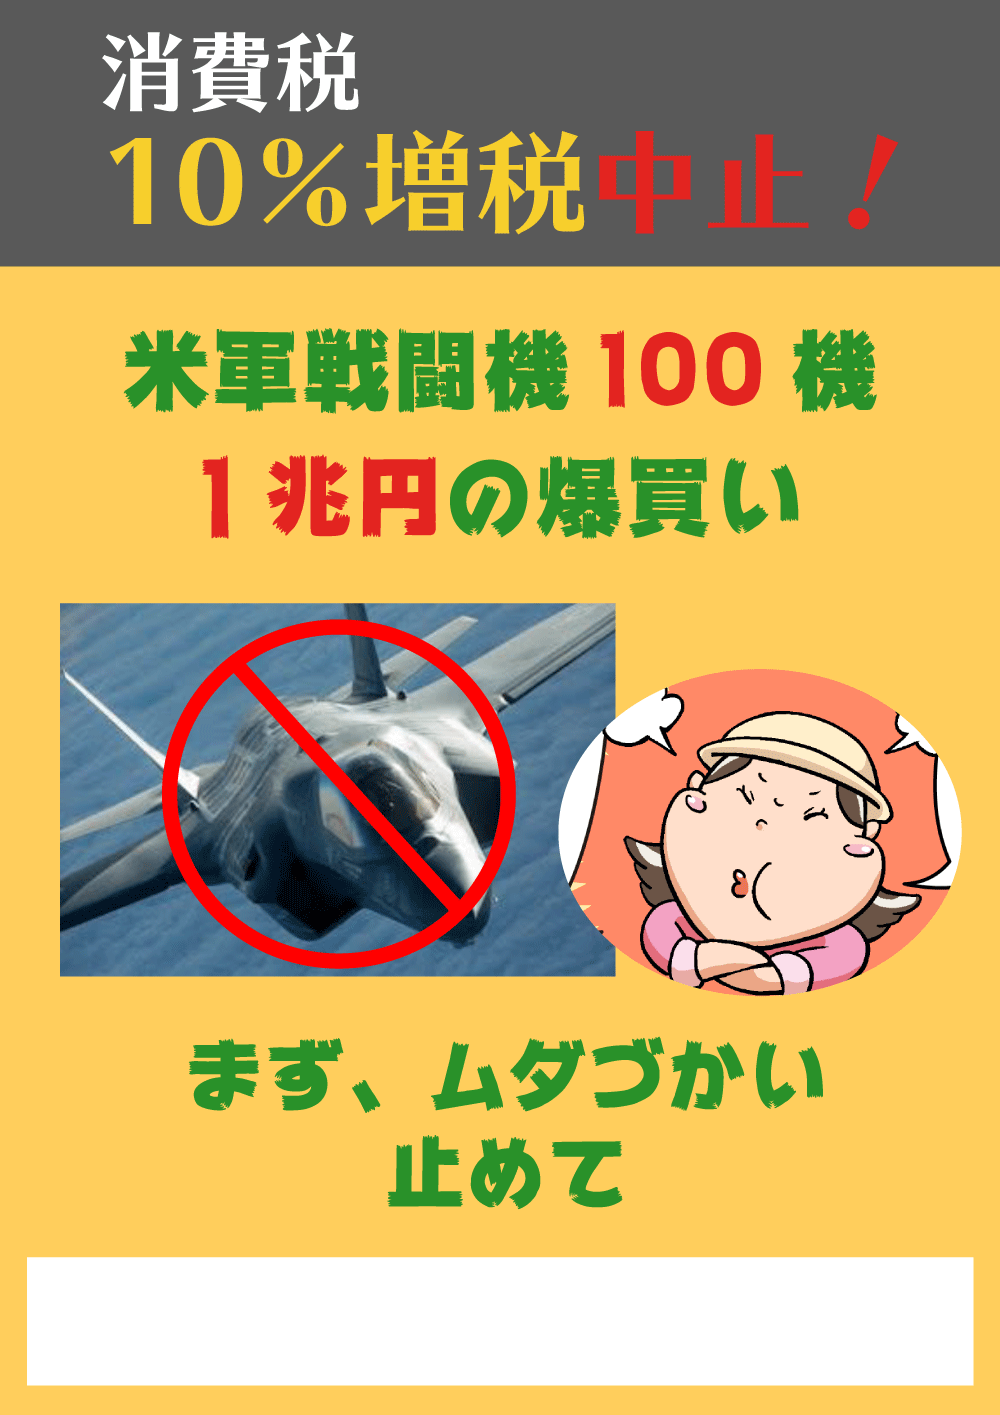 消費税
10%増税中止！
米軍戦闘機100機
1兆円の爆買い
まず、ムダづかい
止めて